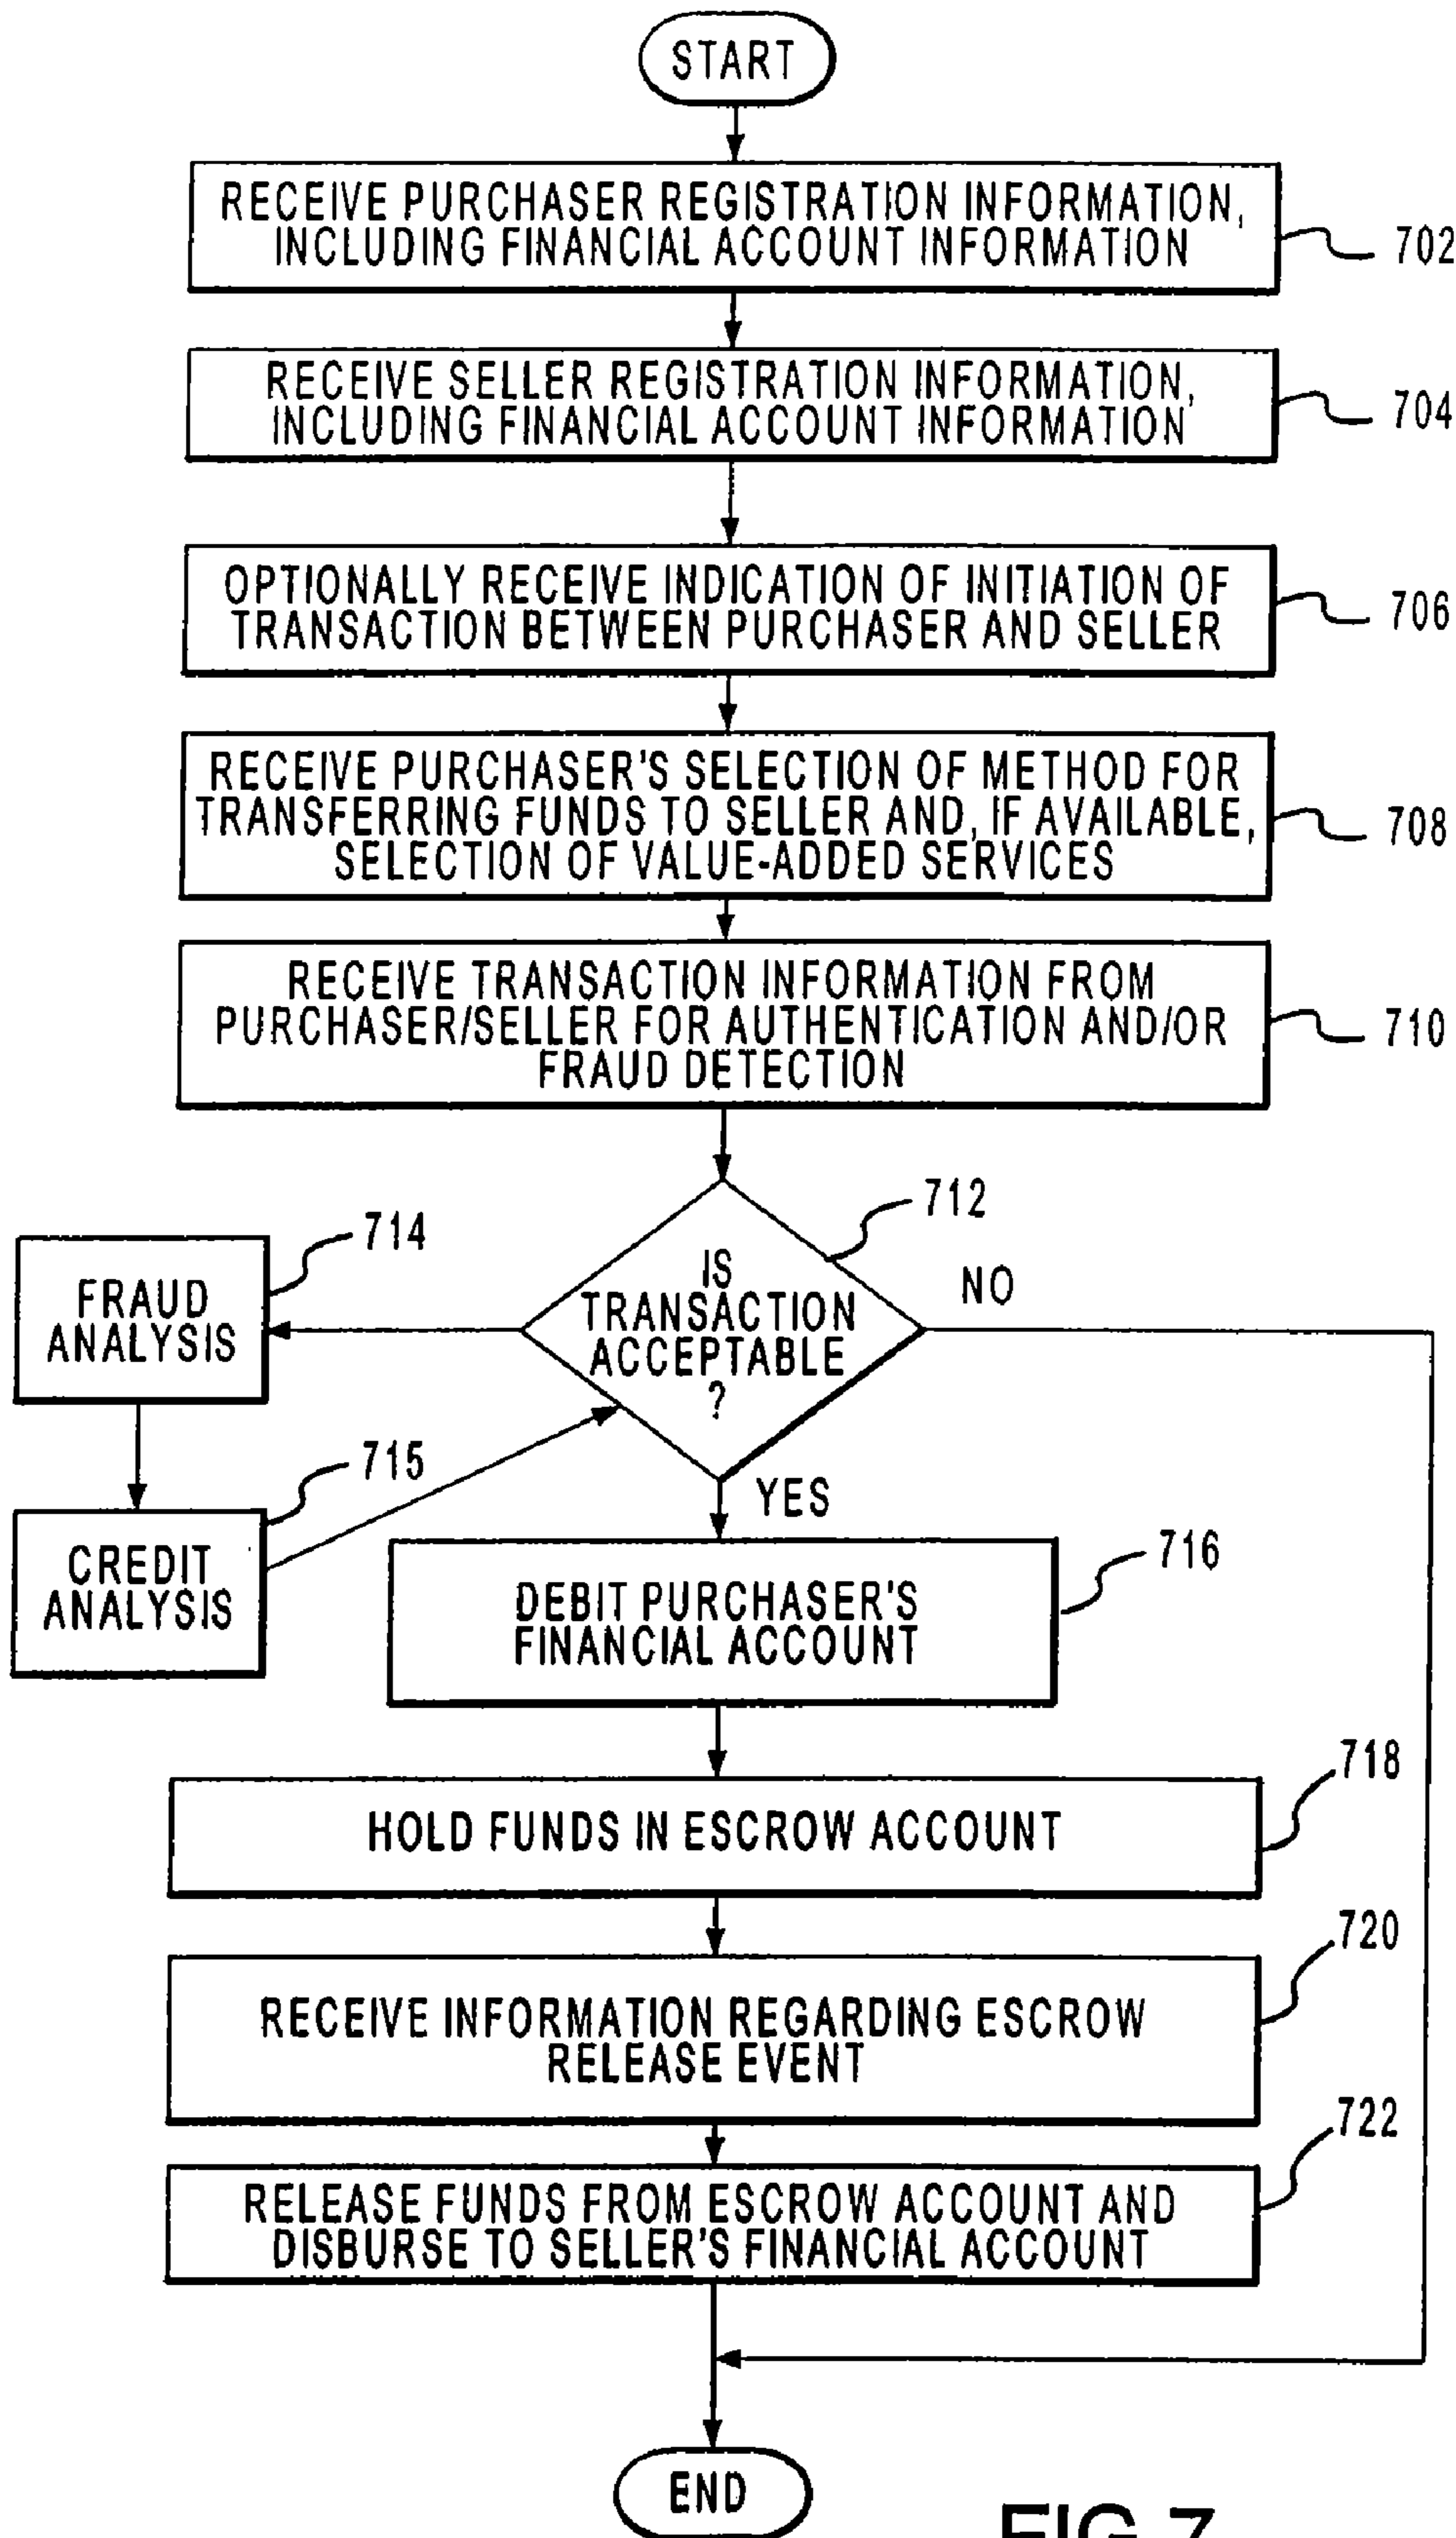 START
RECEIVE PURCHASER REGISTRATION INFORMATION,
INCLUDING FINANCIAL ACCOUNT INFORMATION
702
RECEIVE SELLER REGISTRATION INFORMATION,
INCLUDING FINANCIAL ACCOUNT INFORMATION
704
OPTIONALLY RECEIVE INDICATION OF INITIATION OF
TRANSACTION BETWEEN PURCHASER AND SELLER
706
RECEIVE PURCHASER'S SELECTION OF METHOD FOR
TRANSFERRING FUNDS TO SELLER AND, IF AVAILABLE,
SELECTION OF VALUE-ADDED SERVICES
708
RECEIVE TRANSACTION INFORMATION FROM
PURCHASER/SELLER FOR AUTHENTICATION AND/OR
FRAUD DETECTION
710
712
IS
TRANSACTION
ACCEPTABLE
?
NO
714
FRAUD
ANALYSIS
715
CREDIT
ANALYSIS
YES
716
DEBIT PURCHASER'S
FINANCIAL ACCOUNT
718
HOLD FUNDS IN ESCROW ACCOUNT
720
RECEIVE INFORMATION REGARDING ESCROW
RELEASE EVENT
722
RELEASE FUNDS FROM ESCROW ACCOUNT AND
DISBURSE TO SELLER'S FINANCIAL ACCOUNT
END
FIG 7